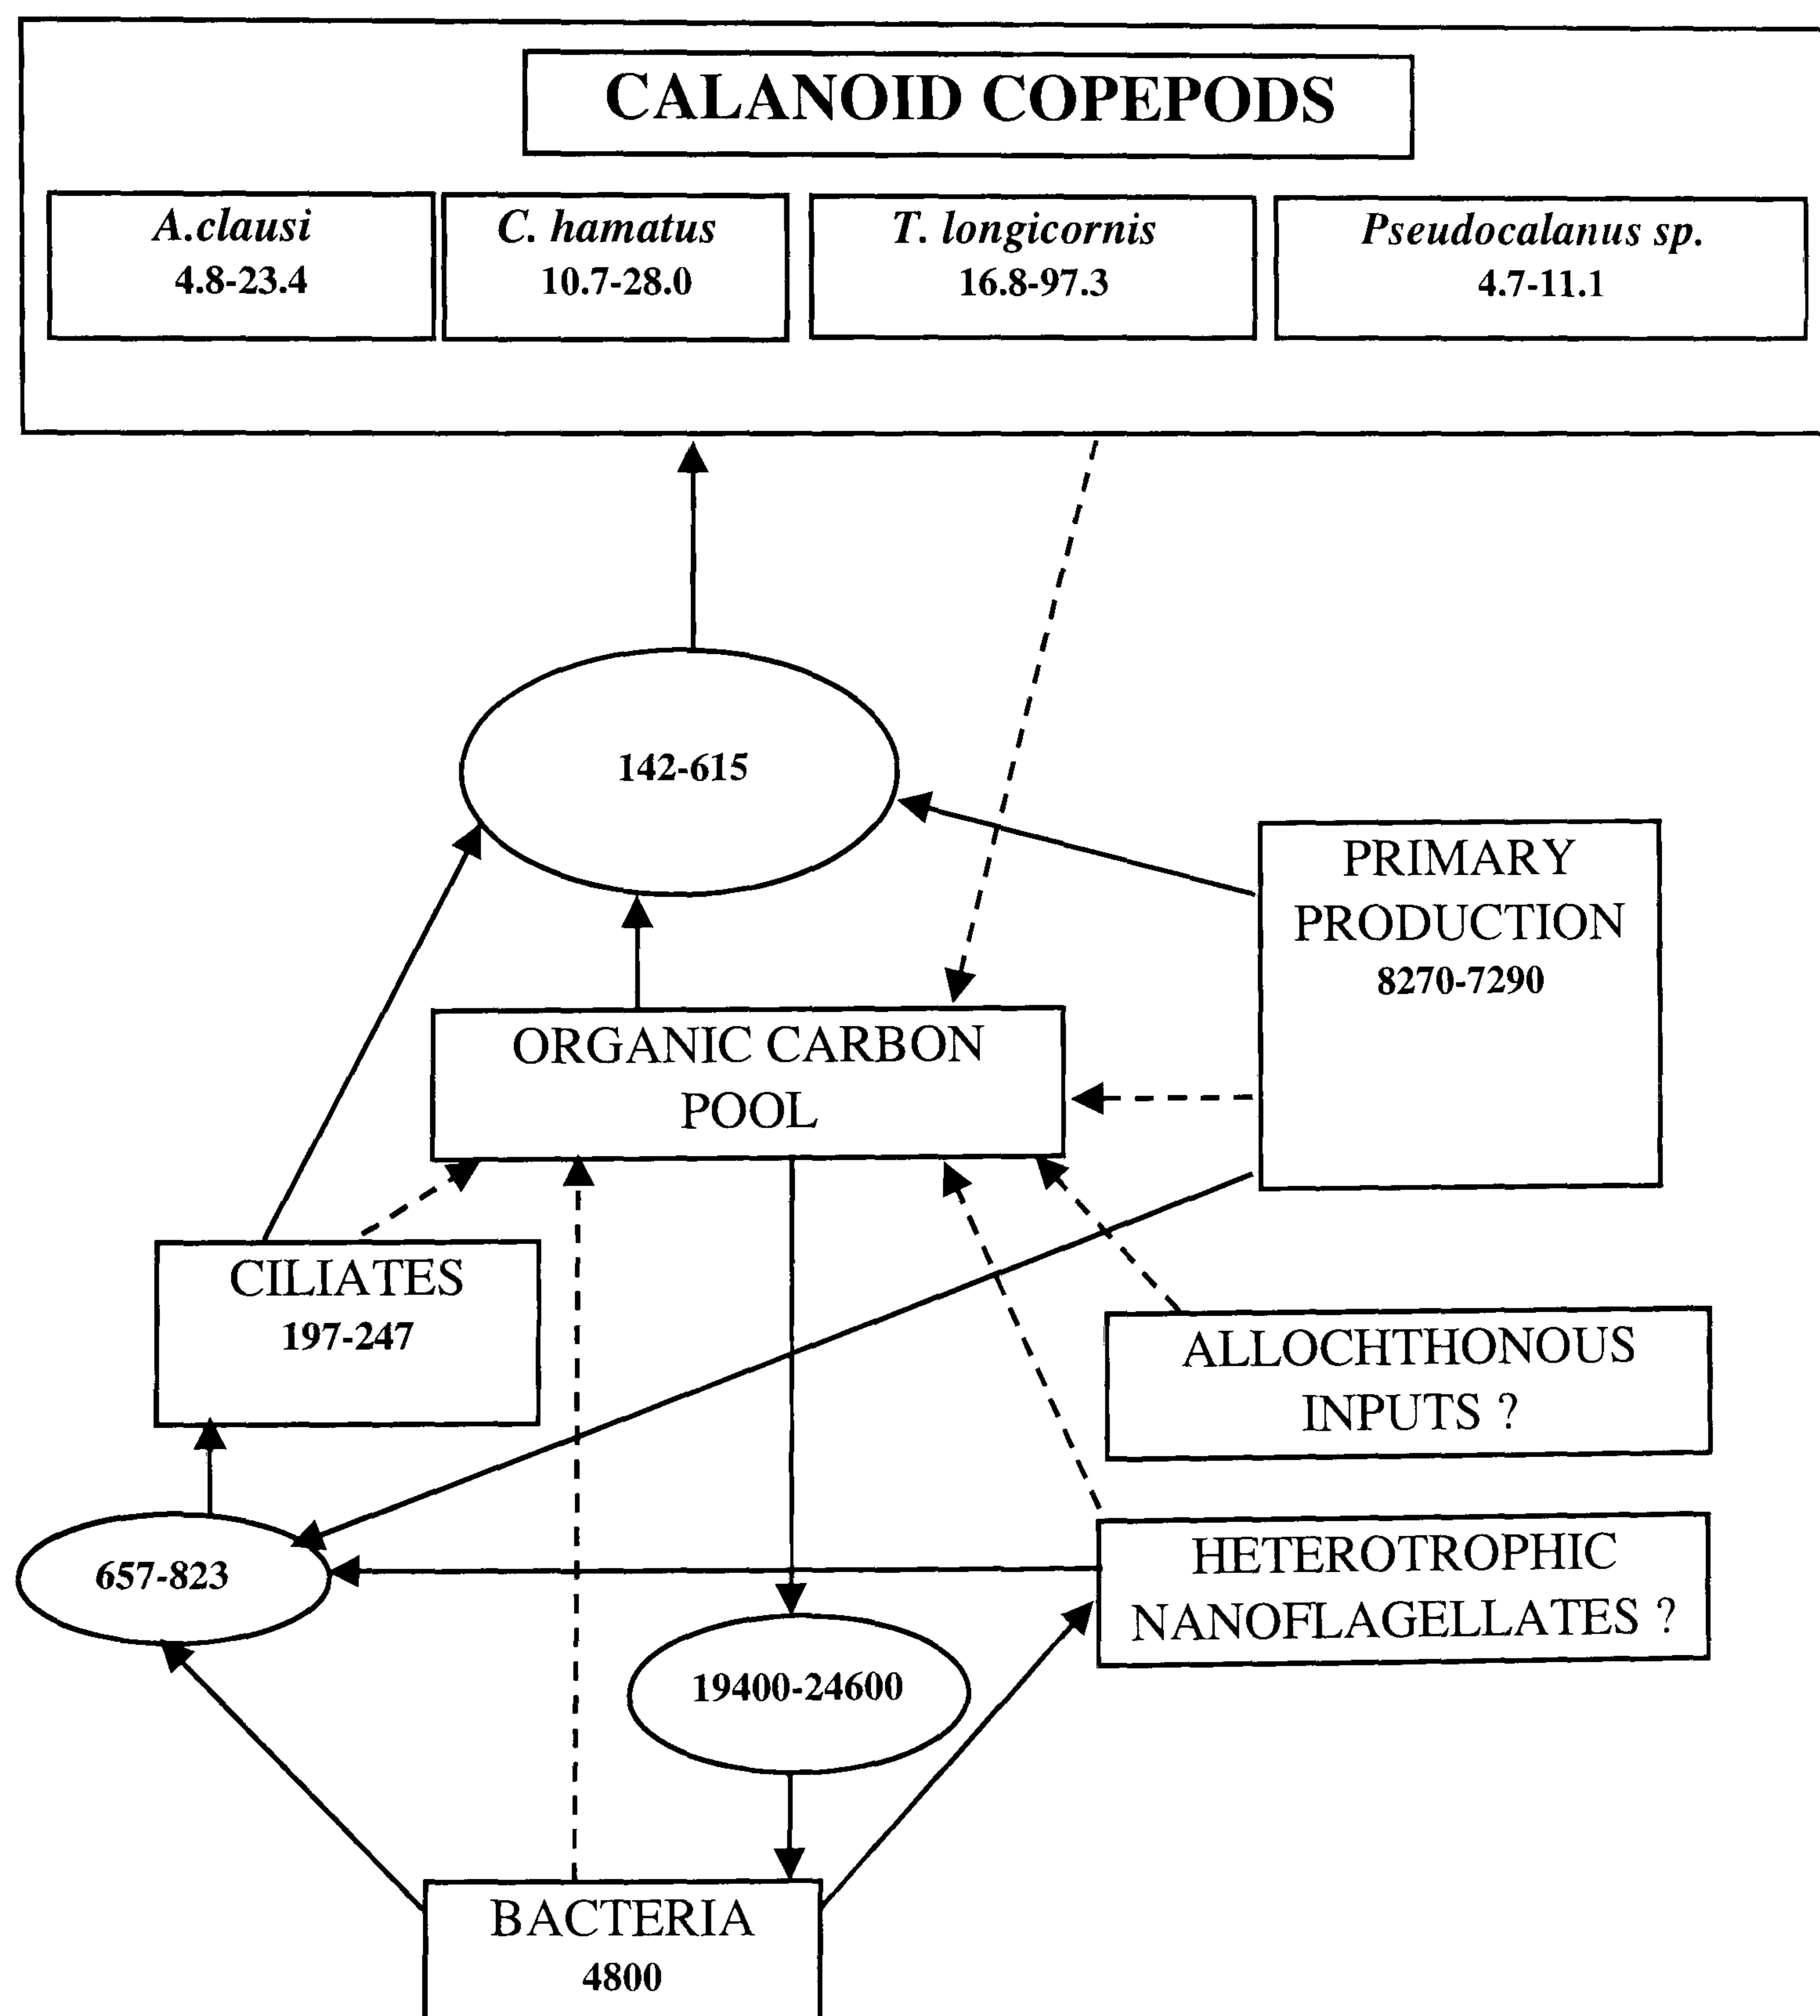 CALANOID COPEPODS
A.clausi
4.8-23.4
C. hamatus
10.7-28.0
T. longicornis
16.8-97.3
Pseudocalanus sp.
4.7-11.1
142-615
PRIMARY
PRODUCTION
8270-7290
ORGANIC CARBON
POOL
CILIATES
197-247
ALLOCHTHONOUS
INPUTS ?
HETEROTROPHIC
NANOFLAGELLATES ?
657-823
19400-24600
BACTERIA
4800